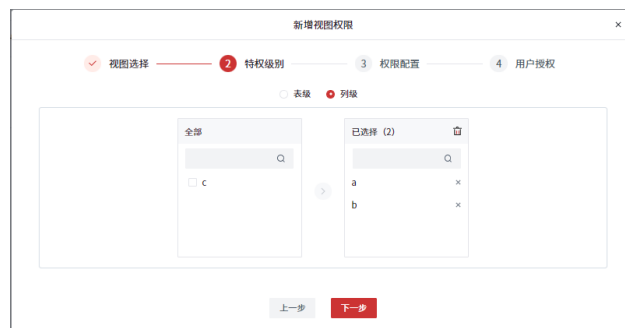 新增视图权限 ×
视图选择 2 特权级别 3 权限配置 4 用户授权
表级 列级
全部 已选择 (2)
c a ×
b ×
上一步 下一步